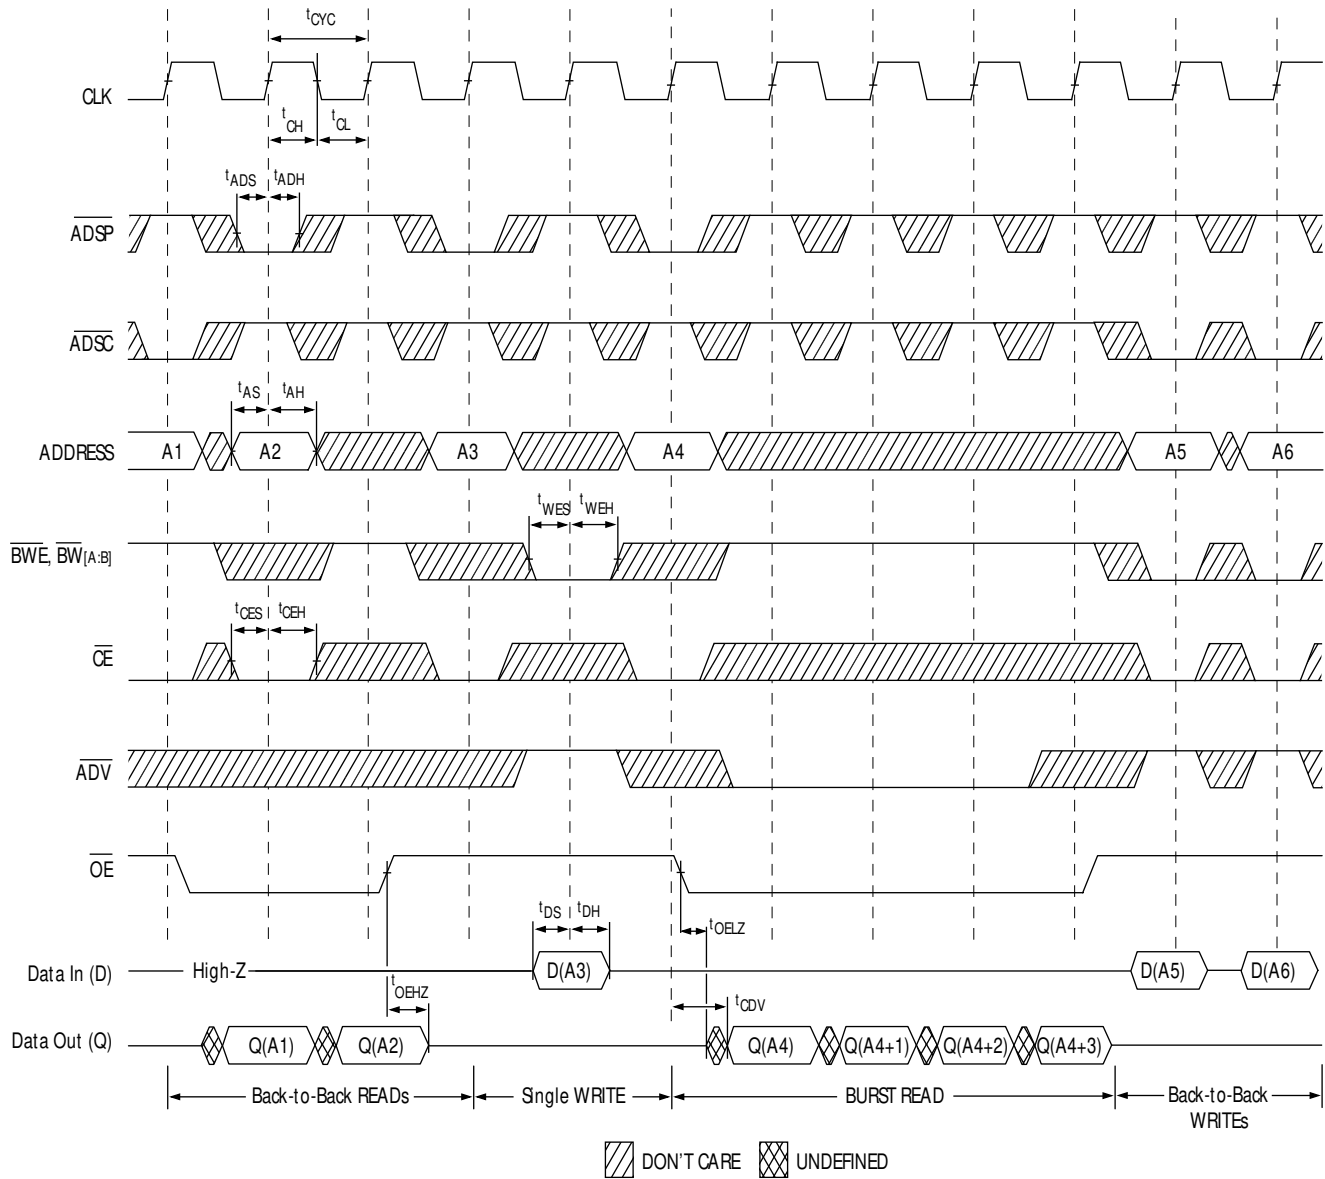 tCYC
CLK
tCH
tCL
tADS
tADH
ADSP
ADSC
tAS
tAH
ADDRESS
A1
A2
A3
A4
A5
A6
tWES
tWEH
BWE, BW[A:B]
tCES
tCEH
CE
ADV
OE
tDS
tDH
tOELZ
Data In (D)
High-Z
D(A3)
D(A5)
D(A6)
tOEHZ
tCDV
Data Out (Q)
Q(A1)
Q(A2)
Q(A4)
Q(A4+1)
Q(A4+2)
Q(A4+3)
Back-to-Back READs
Single WRITE
BURST READ
Back-to-Back
WRITEs
DON'T CARE
UNDEFINED